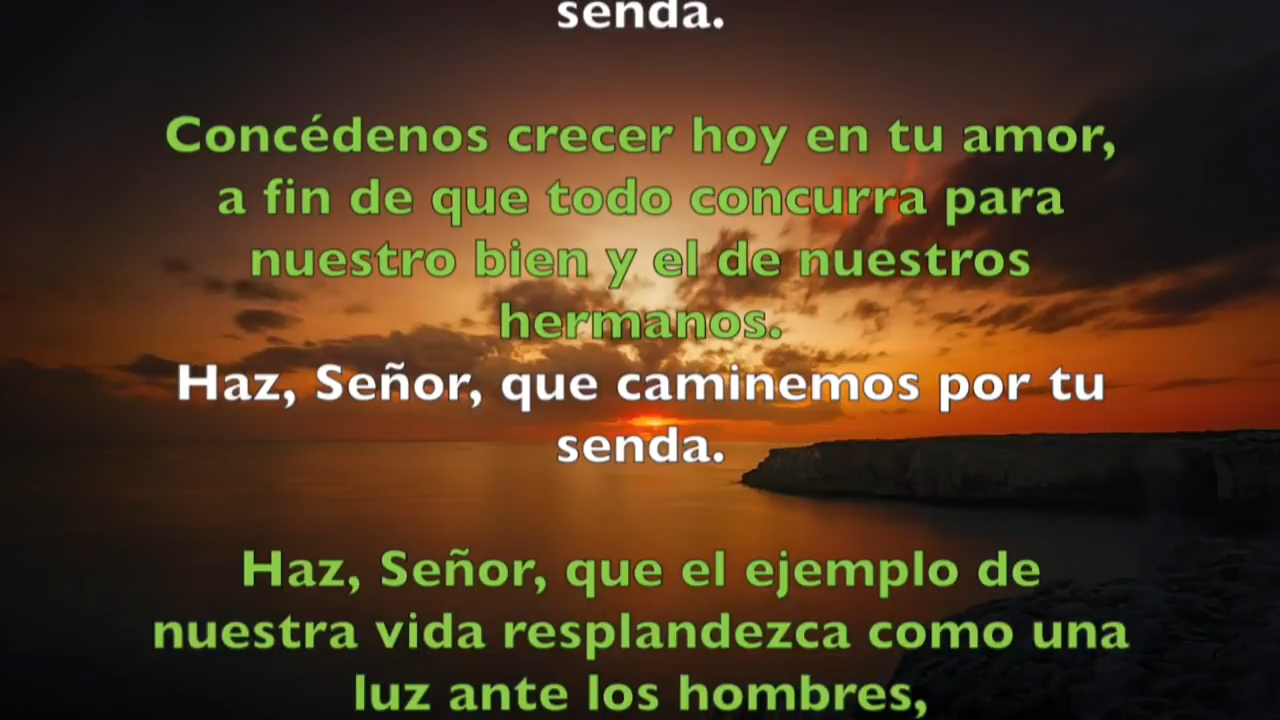 senda.
Concédenos crecer hoy en tu amor,
a fin de que todo concurra para
nuestro bien y el de nuestros
hermanos.
Haz, Señor, que caminemos por tu
senda.
Haz, Señor, que el ejemplo de
nuestra vida resplandezca como una
luz ante los hombres,